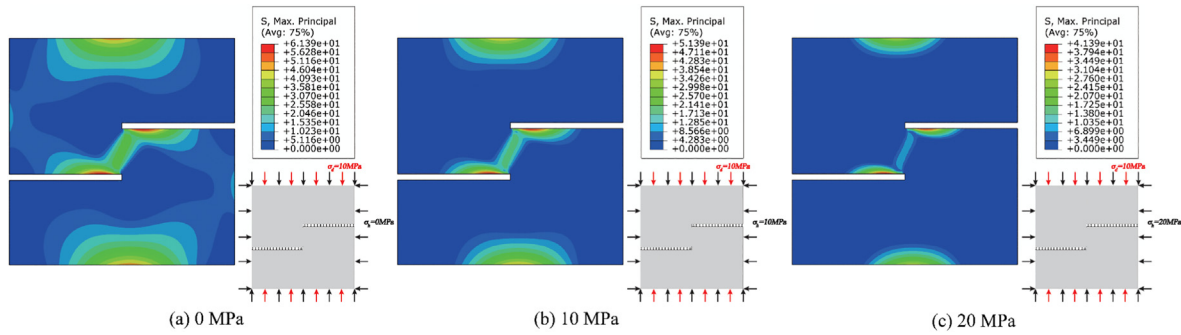 S, Max. Principal
(Avg: 75%)
+6.139e+01
+5.628e+01
+5.116e+01
+4.604e+01
+4.093e+01
+3.581e+01
+3.070e+01
+2.558e+01
+2.046e+01
+1.535e+01
+1.023e+01
+5.116e+00
+0.000e+00
σd=10MPa
σh=0MPa
(a) 0 MPa
S, Max. Principal
(Avg: 75%)
+5.139e+01
+4.711e+01
+4.283e+01
+3.854e+01
+3.426e+01
+2.998e+01
+2.570e+01
+2.141e+01
+1.713e+01
+1.285e+01
+8.566e+00
+4.283e+00
+0.000e+00
σd=10MPa
σh=10MPa
(b) 10 MPa
S, Max. Principal
(Avg: 75%)
+4.139e+01
+3.794e+01
+3.449e+01
+3.104e+01
+2.760e+01
+2.415e+01
+2.070e+01
+1.725e+01
+1.380e+01
+1.035e+01
+6.899e+00
+3.449e+00
+0.000e+00
σd=10MPa
σh=20MPa
(c) 20 MPa